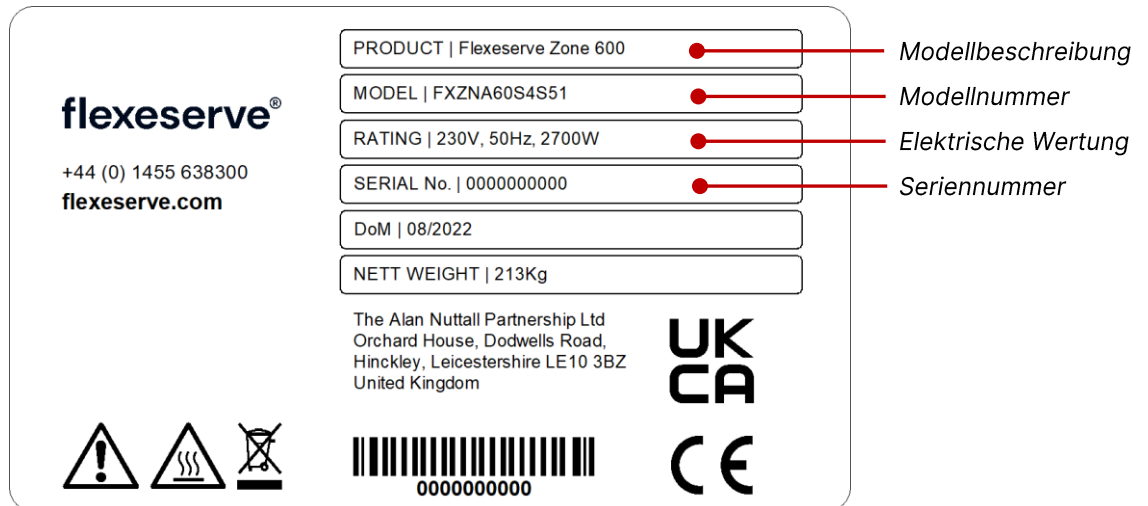 flexeserve®
+44 (0) 1455 638300
flexeserve.com
PRODUCT | Flexeserve Zone 600
MODEL | FXZNA60S4S51
RATING | 230V, 50Hz, 2700W
SERIAL No. | 0000000000
DoM | 08/2022
NETT WEIGHT | 213Kg
Modellbeschreibung
Modellnummer
Elektrische Wertung
Seriennummer
The Alan Nuttall Partnership Ltd
Orchard House, Dodwells Road,
Hinckley, Leicestershire LE10 3BZ
United Kingdom
UK
CA
0000000000
CE